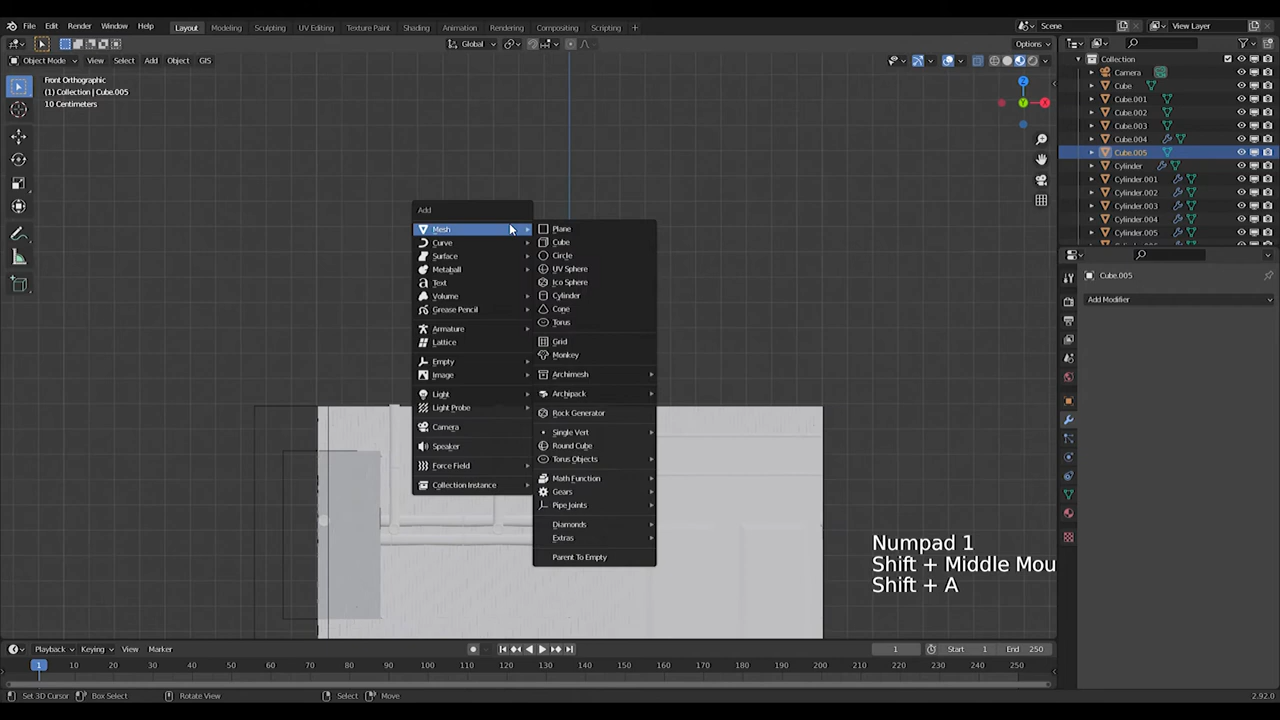 File Edit Render Window Help Layout Modeling Sculpting UV Editing Texture Paint Shading Animation Rendering Compositing Scripting + Scene View Layer
Global Options
Object Mode View Select Add Object GIS
Front Orthographic
(1) Collection | Cube.005
10 Centimeters
Z
Y
X
Add
Mesh
Curve
Surface
Metaball
Text
Volume
Grease Pencil
Armature
Lattice
Empty
Image
Light
Light Probe
Camera
Speaker
Force Field
Collection Instance
Plane
Cube
Circle
UV Sphere
Ico Sphere
Cylinder
Cone
Torus
Grid
Monkey
Archimesh
Archipack
Rock Generator
Single Vert
Round Cube
Torus Objects
Math Function
Gears
Pipe Joints
Diamonds
Extras
Parent To Empty
Collection
Camera
Cube
Cube.001
Cube.002
Cube.003
Cube.004
Cube.005
Cylinder
Cylinder.001
Cylinder.002
Cylinder.003
Cylinder.004
Cylinder.005
Cylinder.006
Cube.005
Add Modifier
Numpad 1
Shift + Middle Mou
Shift + A
Playback Keying View Marker 1 Start 1 End 250
1 10 20 30 40 50 60 70 80 90 100 110 120 130 140 150 160 170 180 190 200 210 220 230 240 250
Set 3D Cursor Box Select Rotate View Select Move 2.92.0